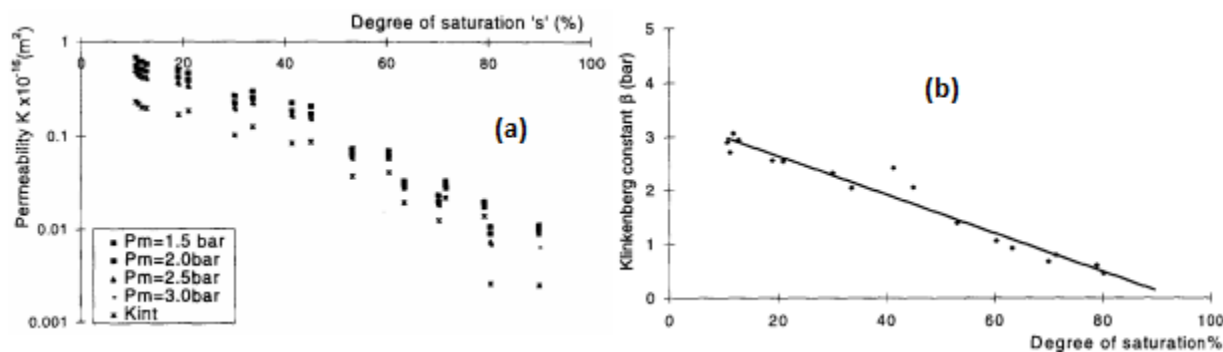 Degree of saturation 's' (%)
1
0
20
40
60
80
100
Permeability K x10⁻¹⁶(m²)
0.1
0.01
0.001
(a)
Pm=1.5 bar
Pm=2.0bar
Pm=2.5bar
Pm=3.0bar
Kint
5
4
3
2
1
0
Klinkenberg constant β (bar)
(b)
0
20
40
60
80
100
Degree of saturation%